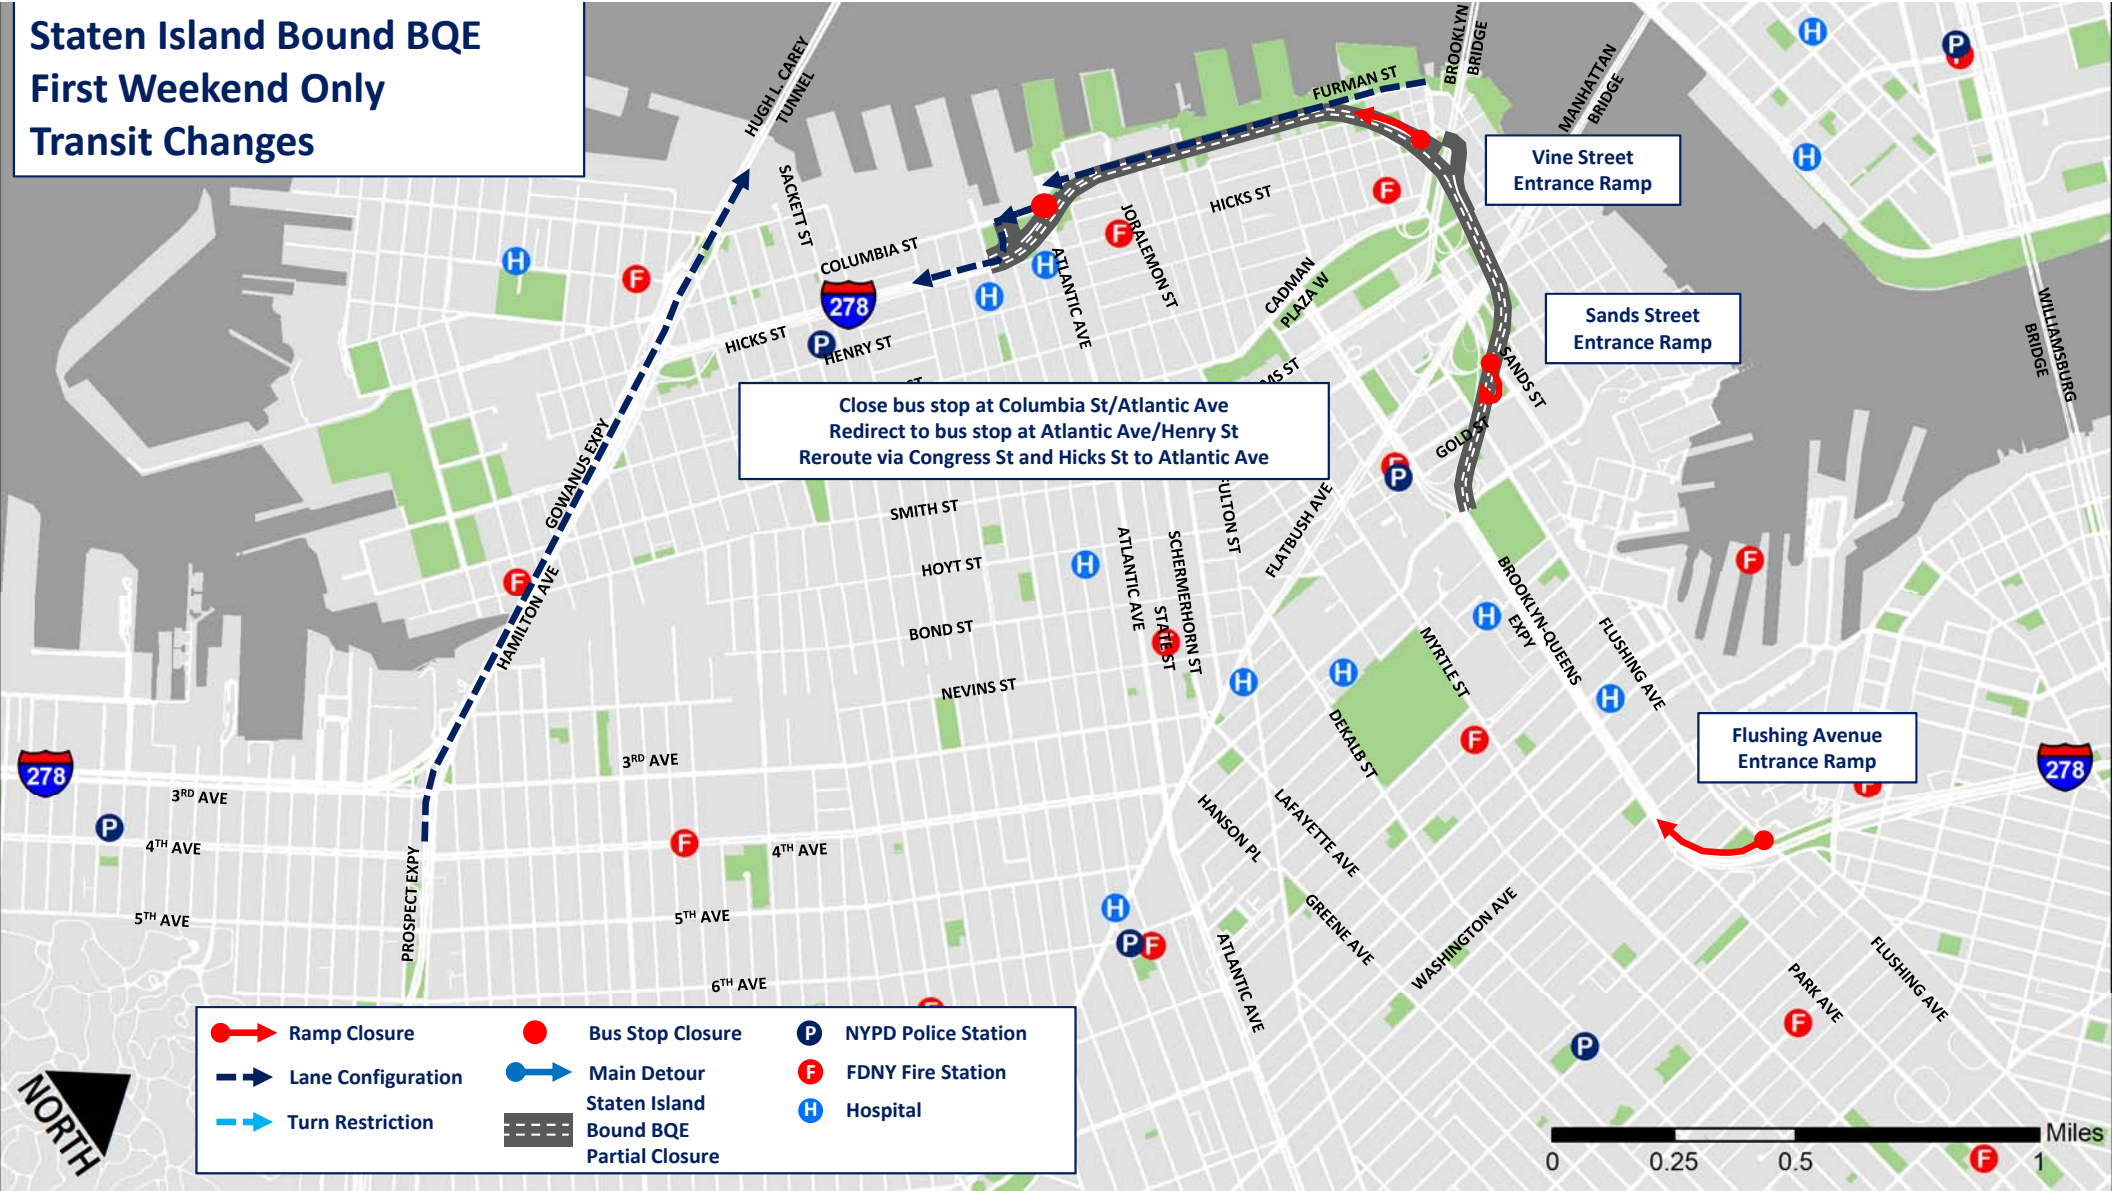 Staten Island Bound BQE
First Weekend Only
Transit Changes
HUGH L. CAREY
TUNNEL
BROOKLYN
BRIDGE
MANHATTAN
BRIDGE
WILLIAMSBURG
BRIDGE
FURMAN ST
Vine Street
Entrance Ramp
SACKETT ST
COLUMBIA ST
HICKS ST
JORALEMON ST
ATLANTIC AVE
CADMAN
PLAZA W
278
HICKS ST
HENRY ST
Sands Street
Entrance Ramp
SANDS ST
GOLD ST
Close bus stop at Columbia St/Atlantic Ave
Redirect to bus stop at Atlantic Ave/Henry St
Reroute via Congress St and Hicks St to Atlantic Ave
GOWANUS EXPY
HAMILTON AVE
SMITH ST
HOYT ST
BOND ST
NEVINS ST
ATLANTIC AVE
STATE ST
SCHERMERHORN ST
FLATBUSH AVE
BROOKLYN-QUEENS
EXPY
FLUSHING AVE
MYRTLE ST
DEKALB ST
Flushing Avenue
Entrance Ramp
278
278
3RD AVE
3RD AVE
4TH AVE
4TH AVE
5TH AVE
5TH AVE
6TH AVE
PROSPECT EXPY
HANSON PL
LAFAYETTE AVE
GREENE AVE
WASHINGTON AVE
ATLANTIC AVE
PARK AVE
FLUSHING AVE
Ramp Closure
Lane Configuration
Turn Restriction
Bus Stop Closure
Main Detour
Staten Island
Bound BQE
Partial Closure
P NYPD Police Station
F FDNY Fire Station
H Hospital
NORTH
Miles
0 0.25 0.5 1